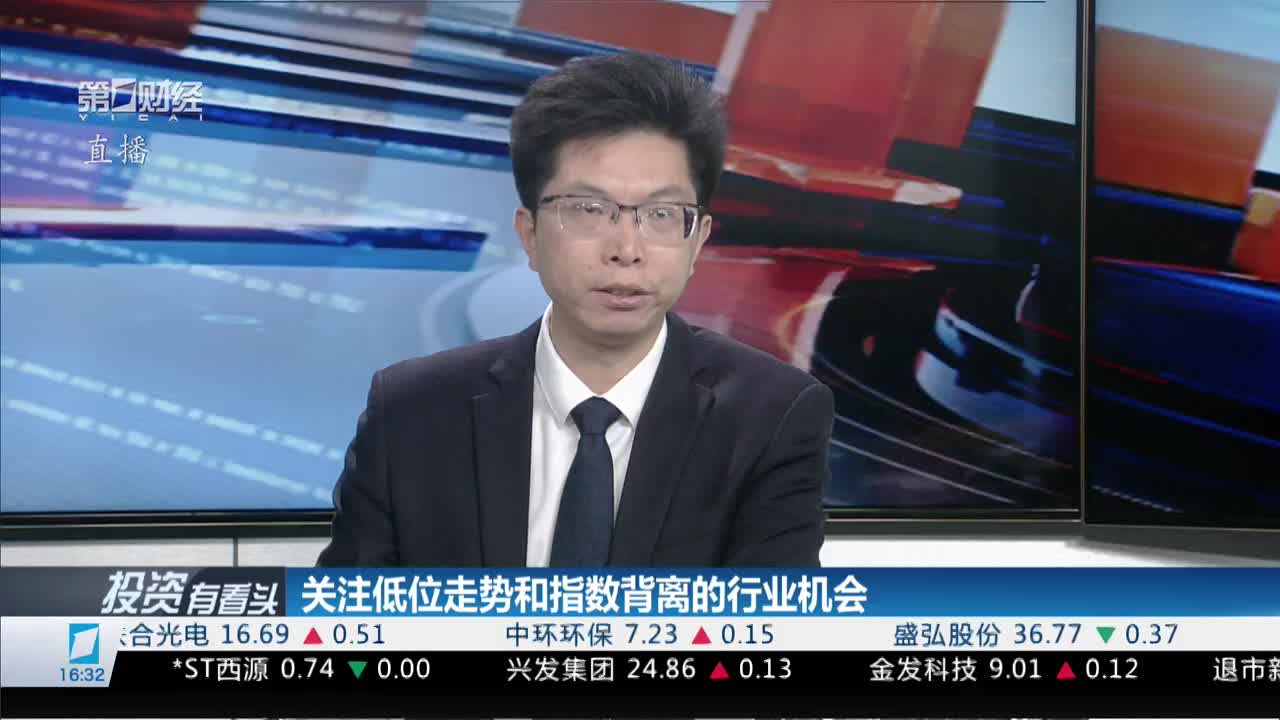 第1财经
YICAI
直播
投资有看头
关注低位走势和指数背离的行业机会
合光电 16.69 ▲ 0.51 中环环保 7.23 ▲ 0.15 盛弘股份 36.77 ▼ 0.37
16:32
*ST西源 0.74 ▼ 0.00 兴发集团 24.86 ▲ 0.13 金发科技 9.01 ▲ 0.12 退市新